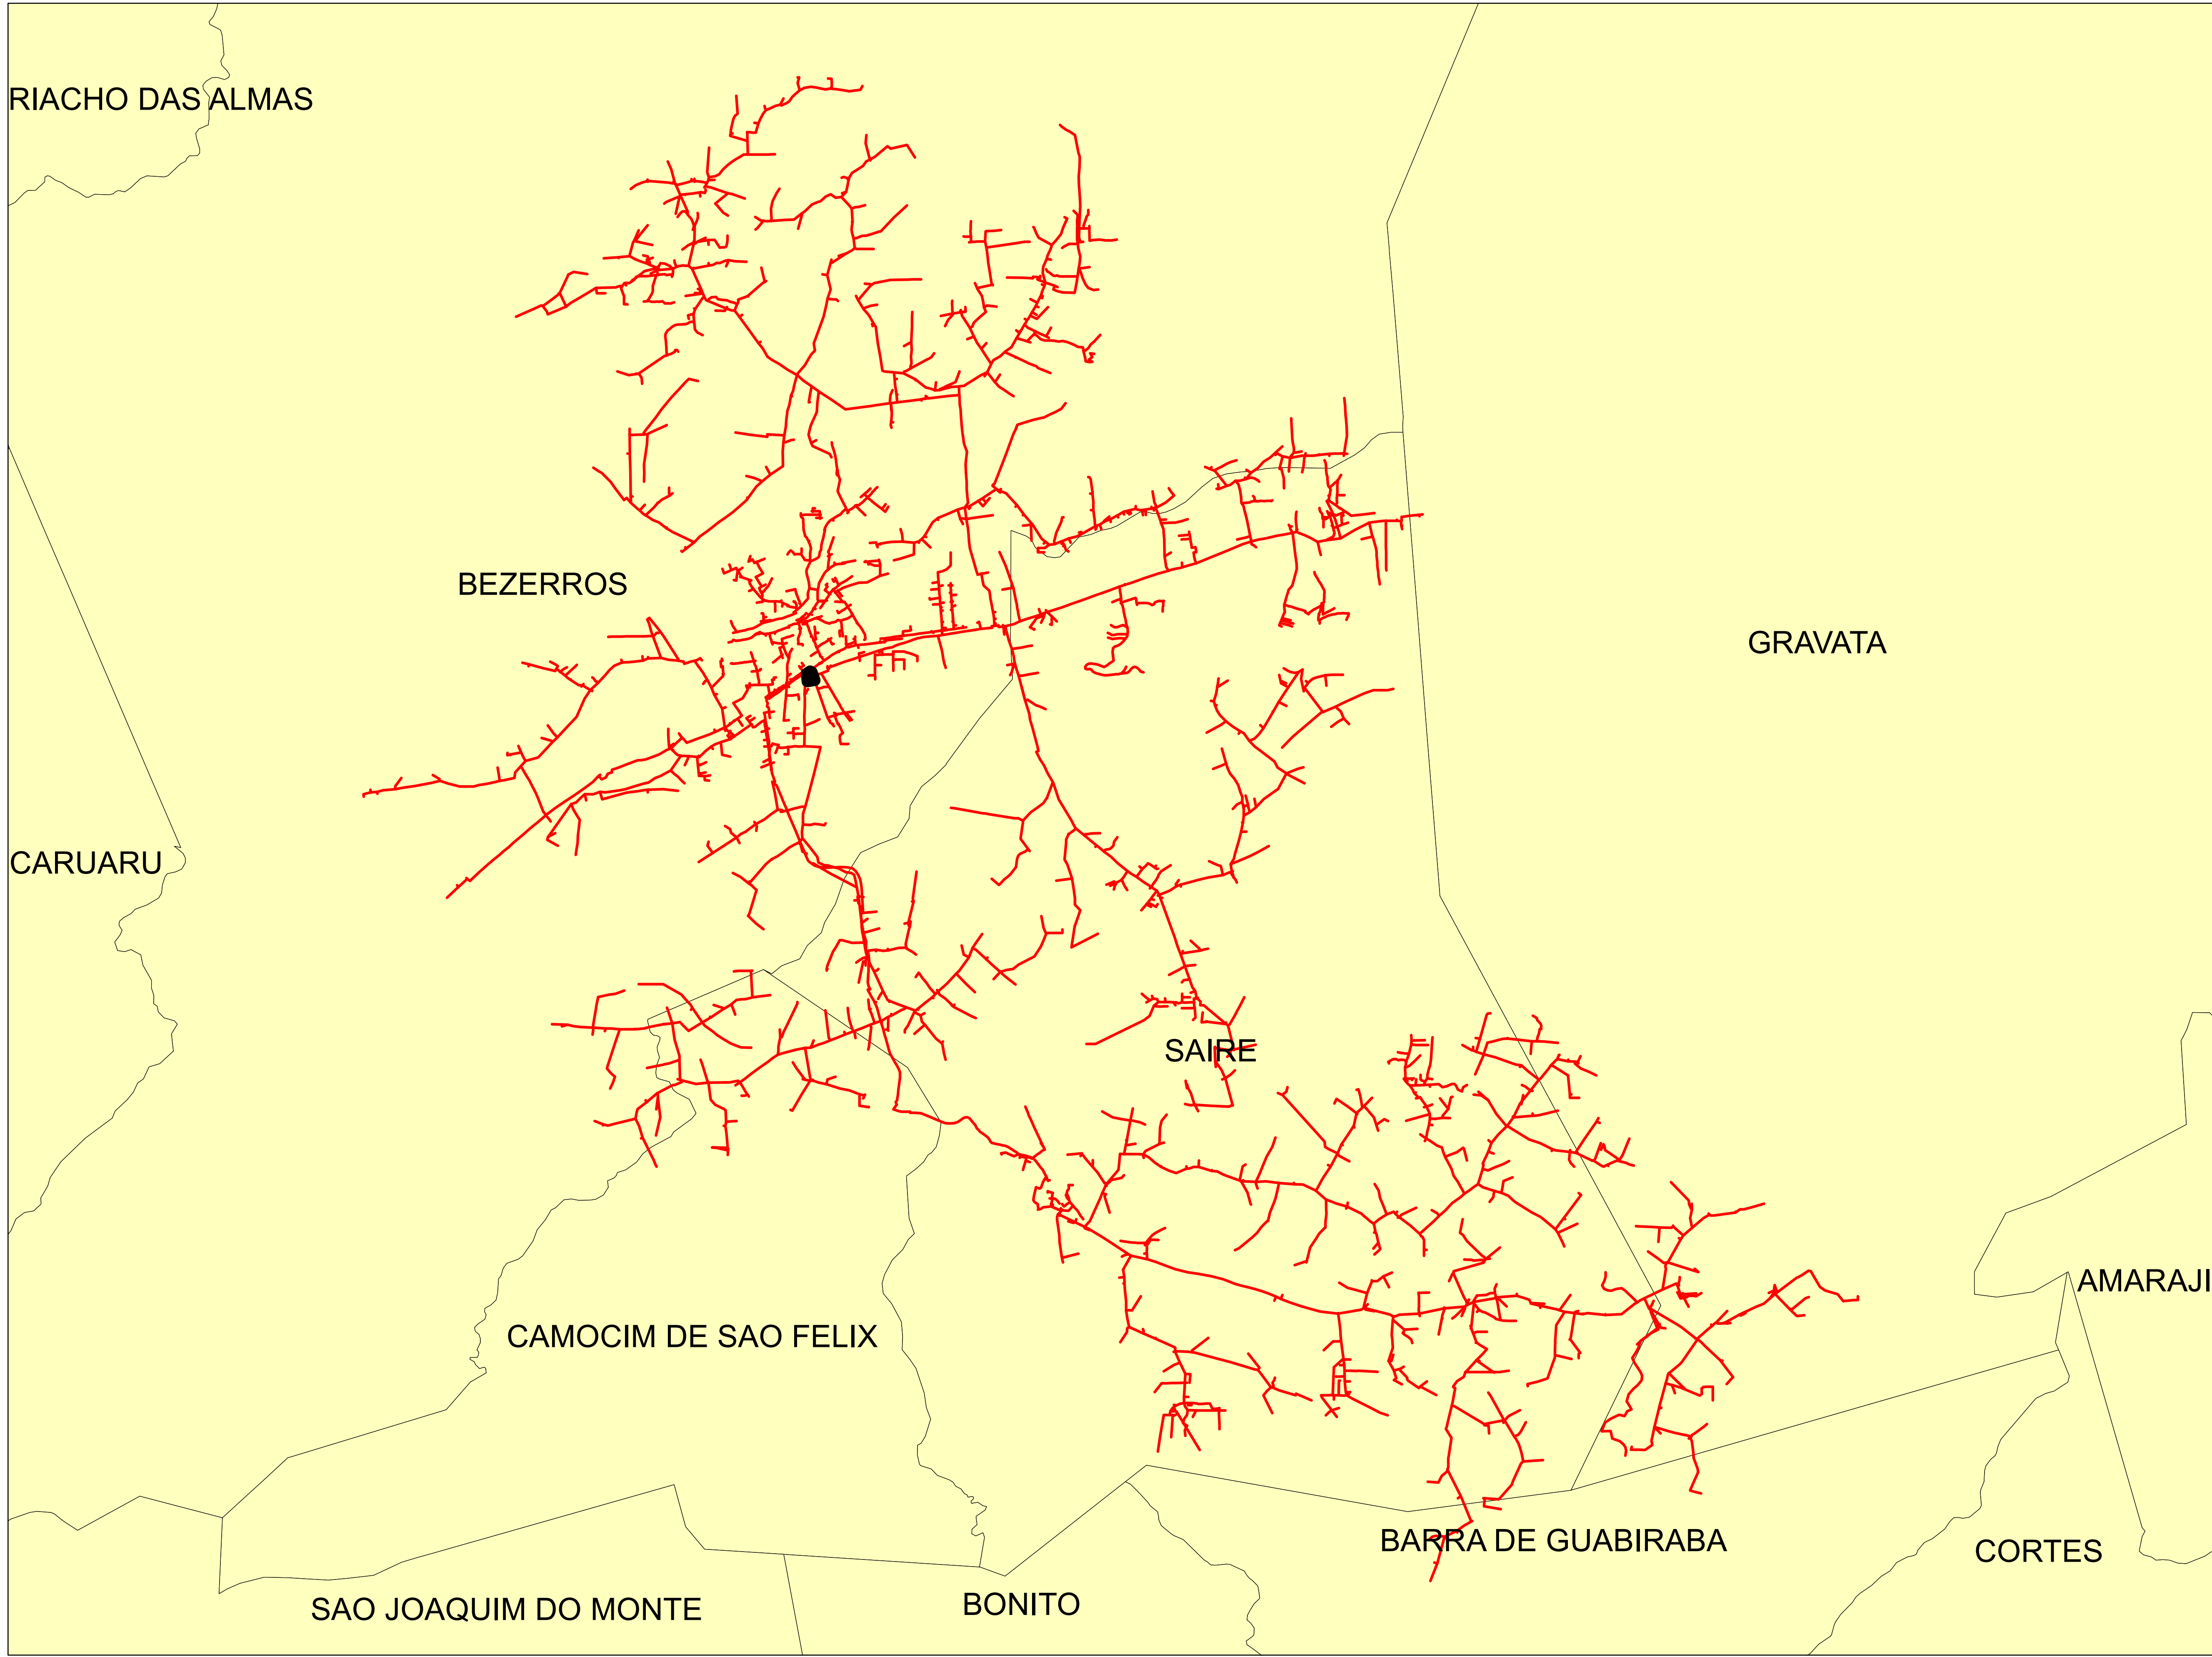 RIACHO DAS ALMAS
BEZERROS
GRAVATA
CARUARU
SAIRE
AMARAJI
CAMOCIM DE SAO FELIX
BARRA DE GUABIRABA
CORTES
SAO JOAQUIM DO MONTE
BONITO